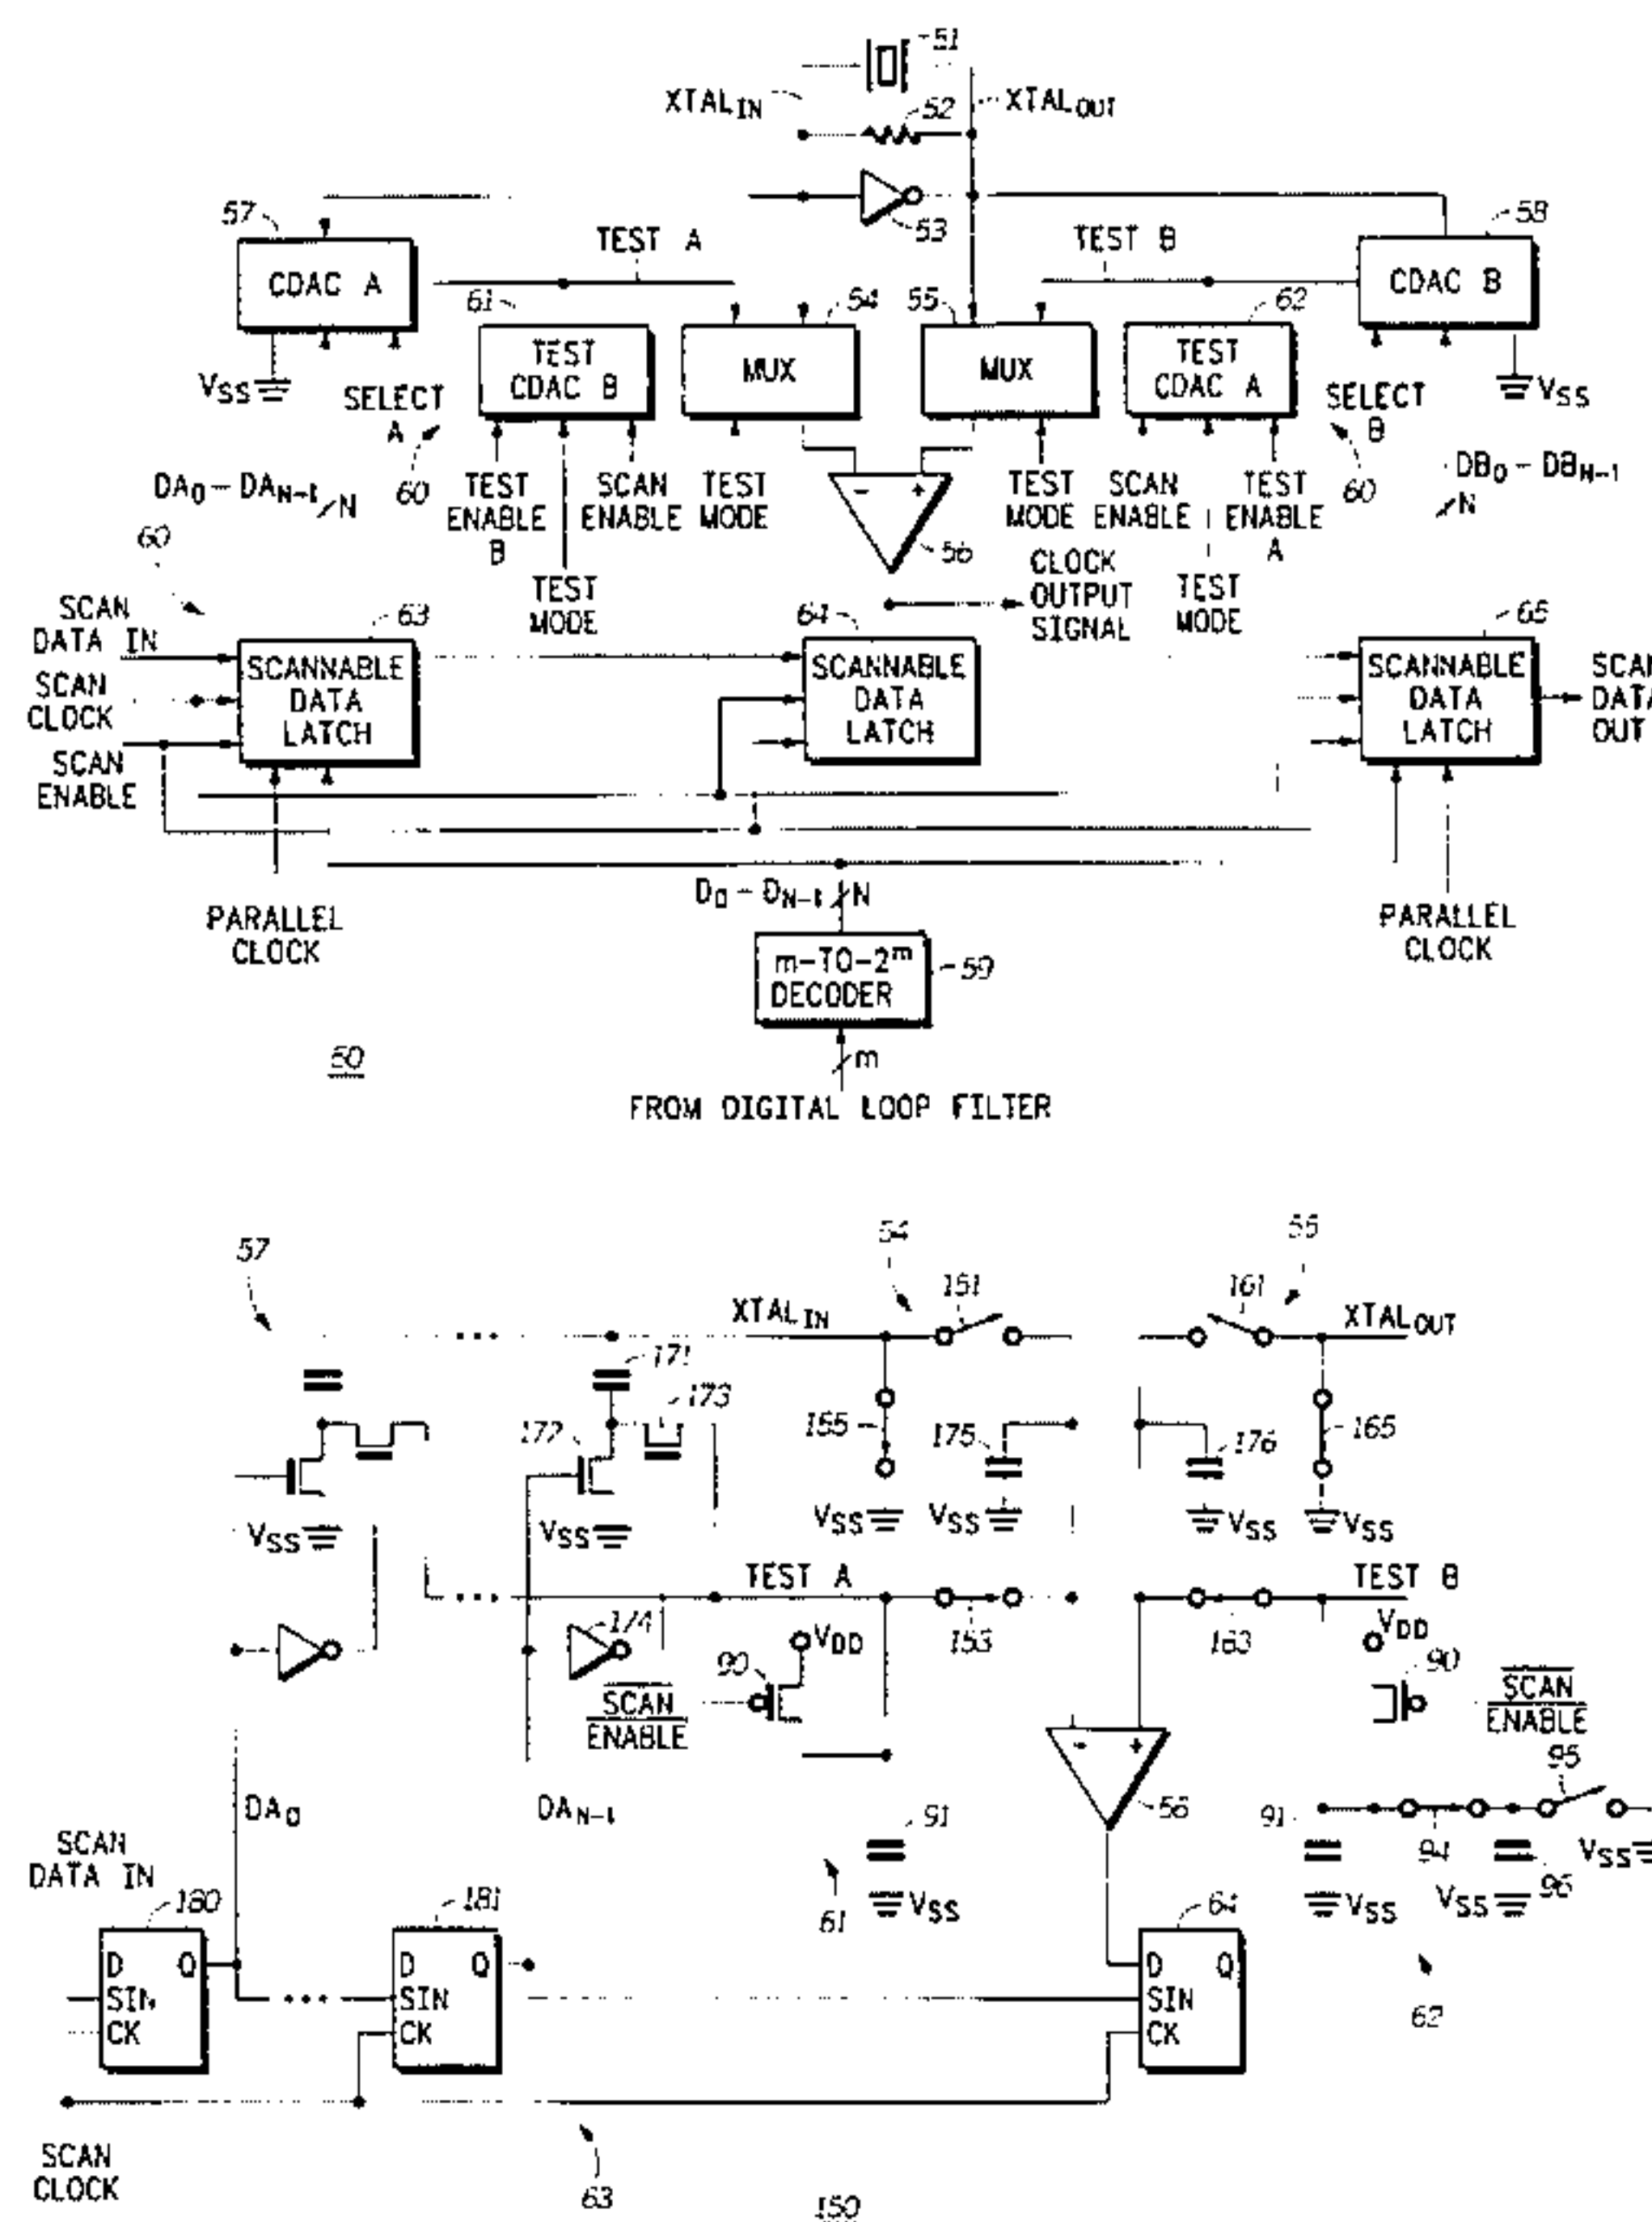 51
XTAL IN
52
XTAL OUT
57
53
58
CDAC A
TEST A
TEST B
CDAC B
61
54
55
62
TEST CDAC B
MUX
MUX
TEST CDAC A
VSS
SELECT A
SELECT B
VSS
60
60
DA0 - DAN-1
N
TEST ENABLE B
SCAN ENABLE
TEST MODE
- +
TEST MODE
SCAN ENABLE
TEST ENABLE A
DB0 - DBN-1
N
60
56
TEST MODE
CLOCK OUTPUT SIGNAL
TEST MODE
SCAN DATA IN
63
64
65
SCAN CLOCK
SCANNABLE DATA LATCH
SCANNABLE DATA LATCH
SCANNABLE DATA LATCH
SCAN ENABLE
DATA
OUT
PARALLEL CLOCK
D0 - DN-1
N
PARALLEL CLOCK
m-TO-2m DECODER
59
m
FROM DIGITAL LOOP FILTER
57
54
55
XTAL IN
151
161
XTAL OUT
171
173
172
155
175
176
165
VSS
VSS
VSS
VSS
VSS
VSS
TEST A
TEST B
174
90
VDD
153
163
VDD
90
SCAN ENABLE
SCAN ENABLE
- +
56
95
DA0
DAN-1
91
91
94
96
VSS
VSS
VSS
VSS
SCAN DATA IN
180
181
61
64
62
D Q
SIN
CK
D Q
SIN
CK
D Q
SIN
CK
SCAN CLOCK
63
150